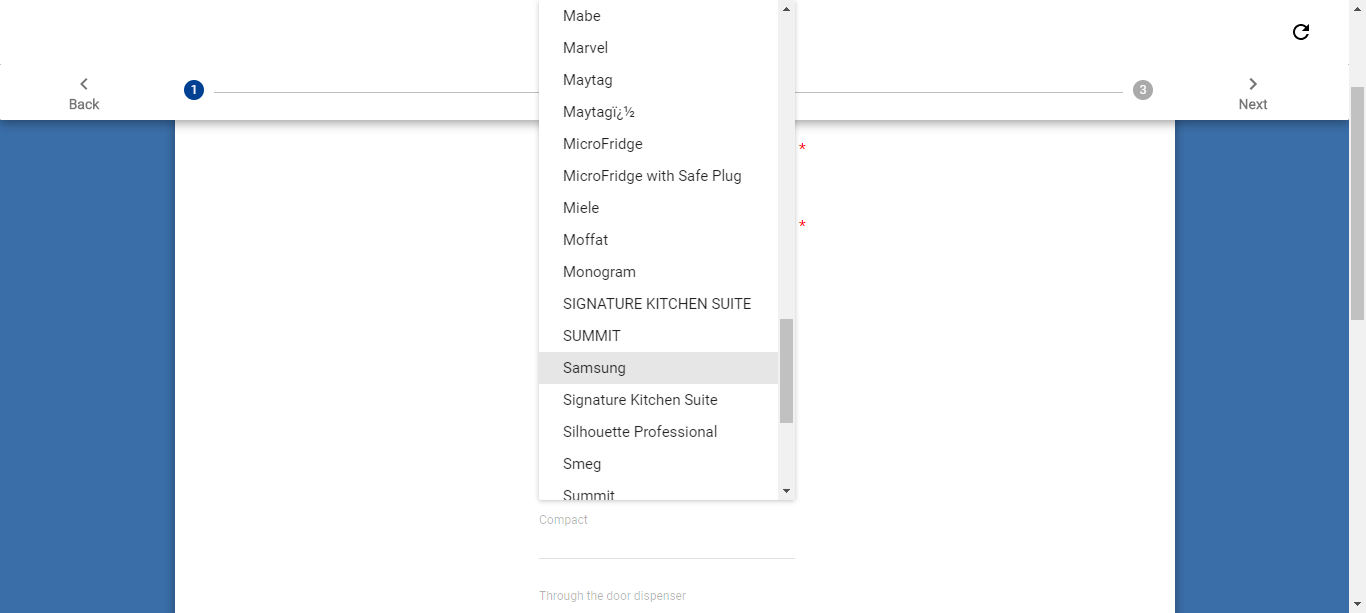 Back
1
3
Next
Mabe
Marvel
Maytag
Maytagï¿½
MicroFridge
*
MicroFridge with Safe Plug
Miele
*
Moffat
Monogram
SIGNATURE KITCHEN SUITE
SUMMIT
Samsung
Signature Kitchen Suite
Silhouette Professional
Smeg
Summit
Compact
Through the door dispenser